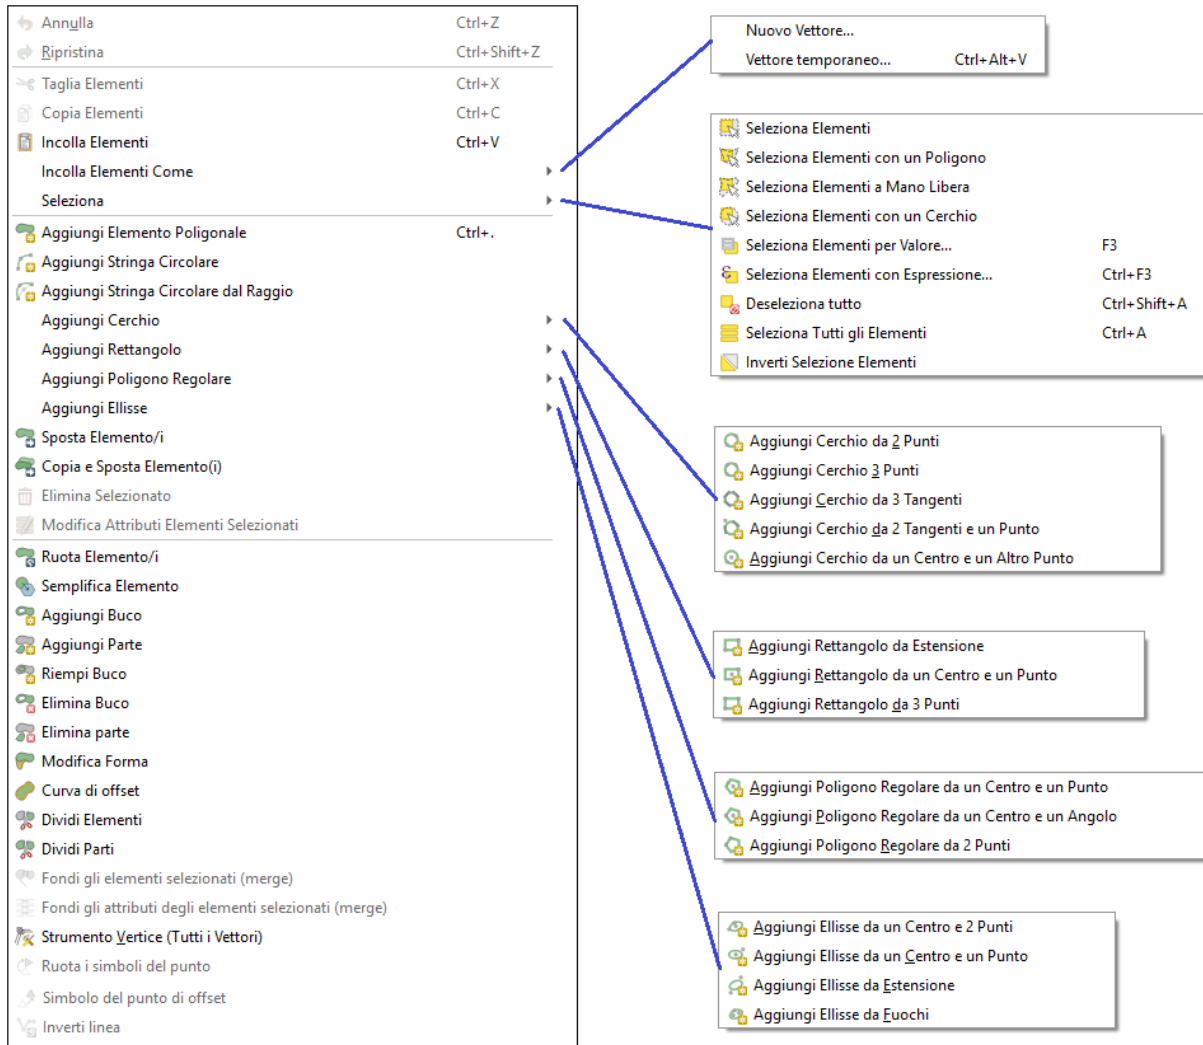 Annulla Ctrl+Z
Ripristina Ctrl+Shift+Z
Taglia Elementi Ctrl+X
Copia Elementi Ctrl+C
Incolla Elementi Ctrl+V
Incolla Elementi Come
Seleziona
Aggiungi Elemento Poligonale Ctrl+.
Aggiungi Stringa Circolare
Aggiungi Stringa Circolare dal Raggio
Aggiungi Cerchio
Aggiungi Rettangolo
Aggiungi Poligono Regolare
Aggiungi Ellisse
Sposta Elemento/i
Copia e Sposta Elemento(i)
Elimina Selezionato
Modifica Attributi Elementi Selezionati
Ruota Elemento/i
Semplifica Elemento
Aggiungi Buco
Aggiungi Parte
Riempi Buco
Elimina Buco
Elimina parte
Modifica Forma
Curva di offset
Dividi Elementi
Dividi Parti
Fondi gli elementi selezionati (merge)
Fondi gli attributi degli elementi selezionati (merge)
Strumento Vertice (Tutti i Vettori)
Ruota i simboli del punto
Simbolo del punto di offset
Inverti linea
Nuovo Vettore...
Vettore temporaneo... Ctrl+Alt+V
Seleziona Elementi
Seleziona Elementi con un Poligono
Seleziona Elementi a Mano Libera
Seleziona Elementi con un Cerchio
Seleziona Elementi per Valore... F3
Seleziona Elementi con Espressione... Ctrl+F3
Deseleziona tutto Ctrl+Shift+A
Seleziona Tutti gli Elementi Ctrl+A
Inverti Selezione Elementi
Aggiungi Cerchio da 2 Punti
Aggiungi Cerchio 3 Punti
Aggiungi Cerchio da 3 Tangenti
Aggiungi Cerchio da 2 Tangenti e un Punto
Aggiungi Cerchio da un Centro e un Altro Punto
Aggiungi Rettangolo da Estensione
Aggiungi Rettangolo da un Centro e un Punto
Aggiungi Rettangolo da 3 Punti
Aggiungi Poligono Regolare da un Centro e un Punto
Aggiungi Poligono Regolare da un Centro e un Angolo
Aggiungi Poligono Regolare da 2 Punti
Aggiungi Ellisse da un Centro e 2 Punti
Aggiungi Ellisse da un Centro e un Punto
Aggiungi Ellisse da Estensione
Aggiungi Ellisse da Fuochi